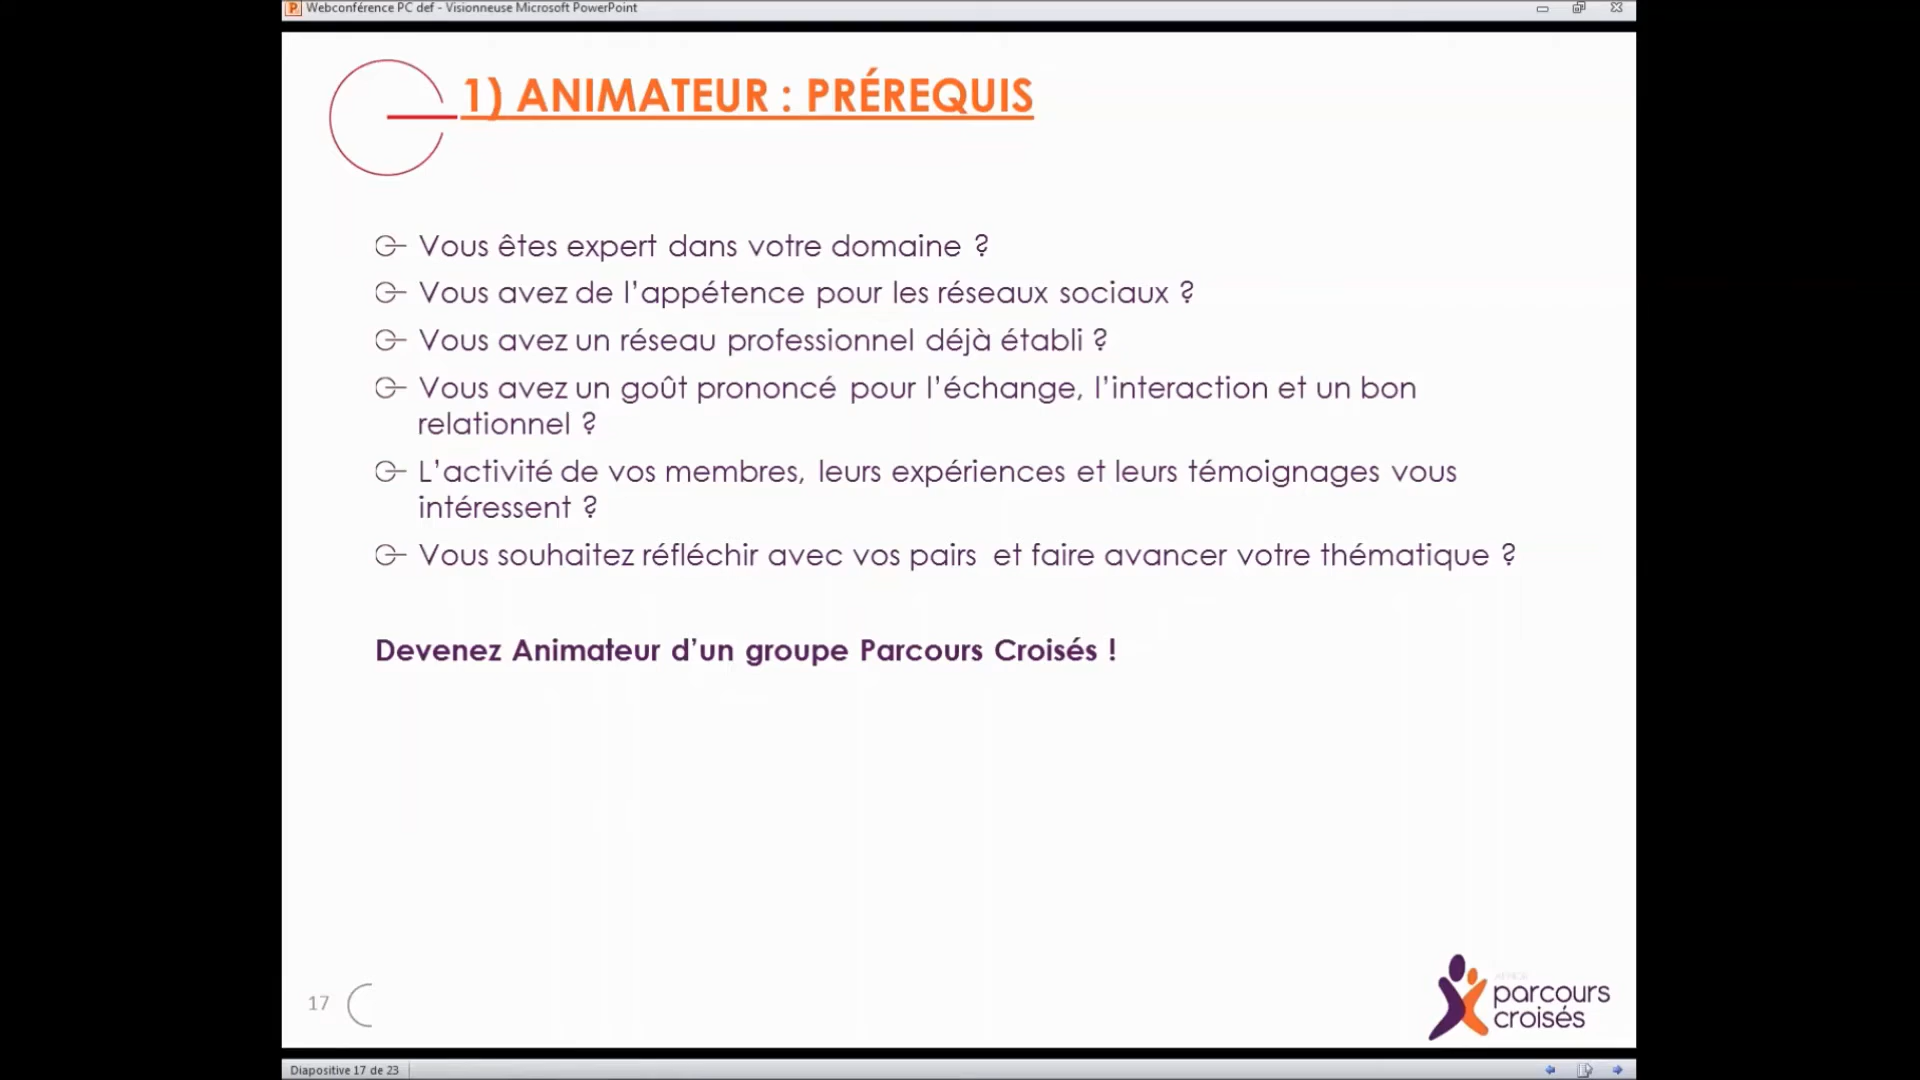 Webconférence PC def - Visionneuse Microsoft PowerPoint
1) ANIMATEUR : PRÉREQUIS
Vous êtes expert dans votre domaine ?
Vous avez de l’appétence pour les réseaux sociaux ?
Vous avez un réseau professionnel déjà établi ?
Vous avez un goût prononcé pour l’échange, l’interaction et un bon
relationnel ?
L’activité de vos membres, leurs expériences et leurs témoignages vous
intéressent ?
Vous souhaitez réfléchir avec vos pairs et faire avancer votre thématique ?
Devenez Animateur d’un groupe Parcours Croisés !
17
parcours
croisés
Diapositive 17 de 23